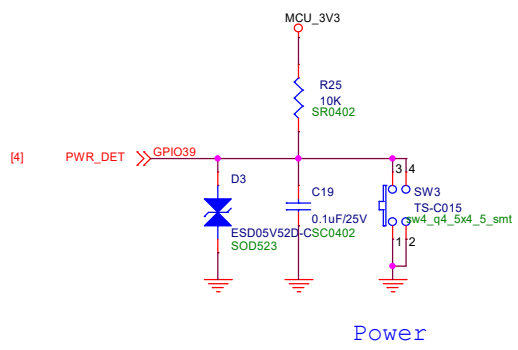 MCU_3V3
R25
10K
SR0402
[4] PWR_DET GPIO39
3 4
D3
C19
SW3
TS-C015
0.1uF/25V
sw4_q4_5x4_5_smt
ESD05V52D-C
SC0402
SOD523
1 2
Power